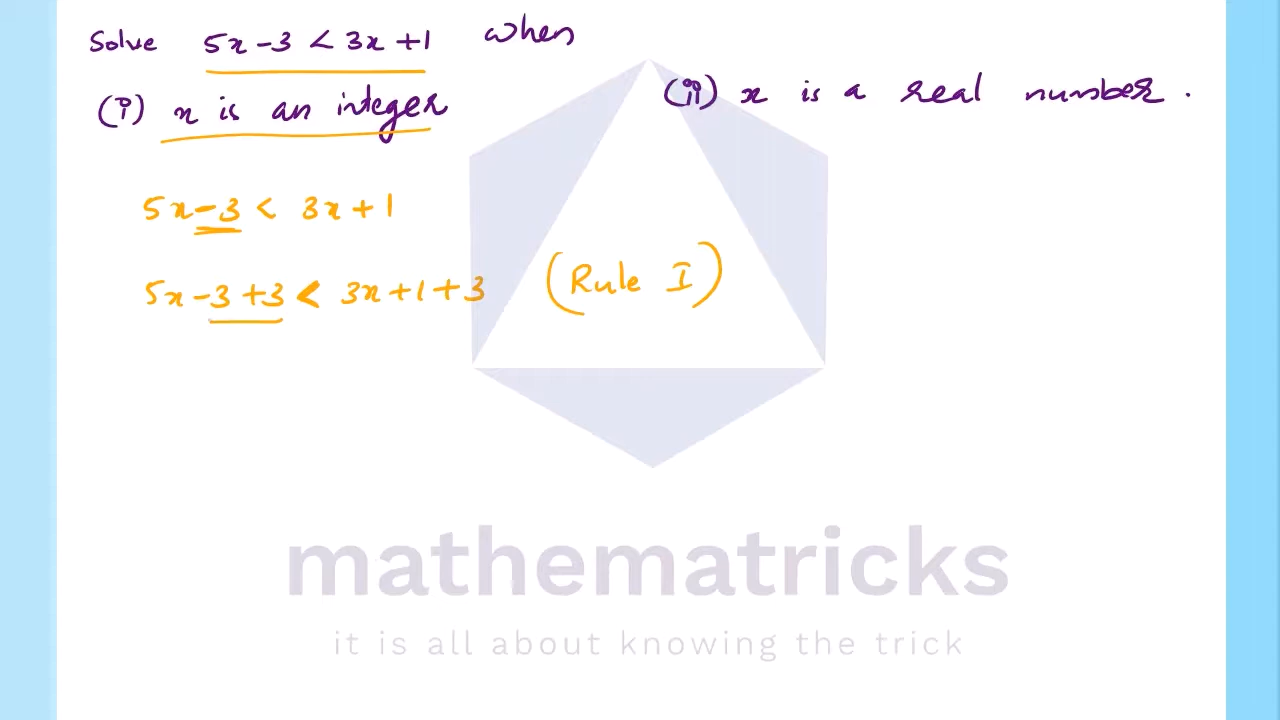 Solve 5x-3 < 3x+1 when
(i) x is an integer (ii) x is a real number.
5x-3 < 3x+1
5x-3+3 < 3x+1+3 (Rule I)
mathematricks
it is all about knowing the trick